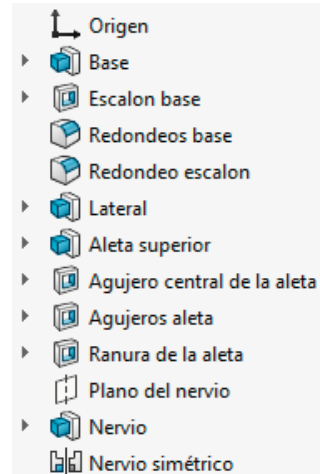 Origen
Base
Escalon base
Redondeos base
Redondeo escalon
Lateral
Aleta superior
Agujero central de la aleta
Agujeros aleta
Ranura de la aleta
Plano del nervio
Nervio
Nervio simétrico